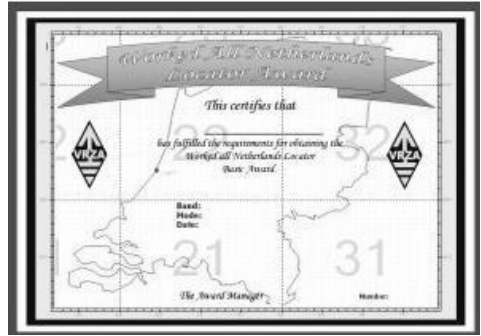 Worked All Netherlands
Locator Award
This certifies that
has fulfilled the requirements for obtaining the
Worked all Netherlands Locator
Basic Award.
VRZA
VRZA
22
32
Band:
Mode:
Date:
21
31
The Award Manager
Number: